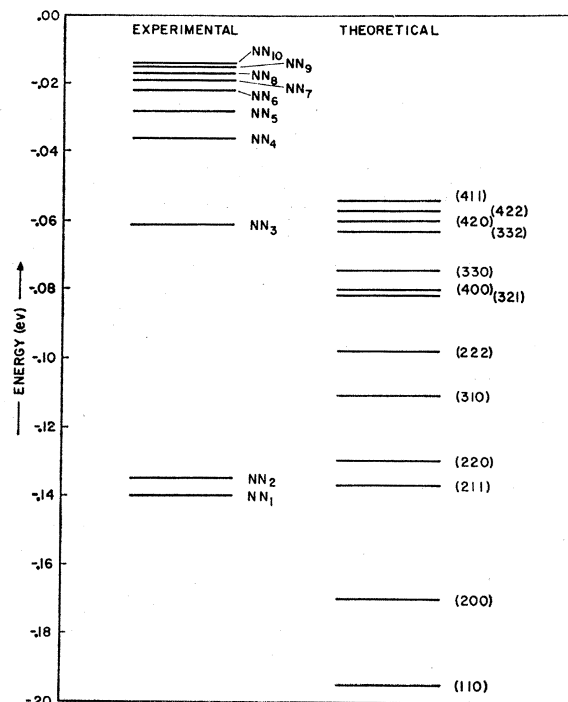 EXPERIMENTAL
THEORETICAL
ENERGY (ev)
.00
-.02
-.04
-.06
-.08
-.10
-.12
-.14
-.16
-.18
-.20
NN10
NN9
NN8
NN7
NN6
NN5
NN4
NN3
NN2
NN1
(411)
(422)
(420)
(332)
(330)
(400)
(321)
(222)
(310)
(220)
(211)
(200)
(110)